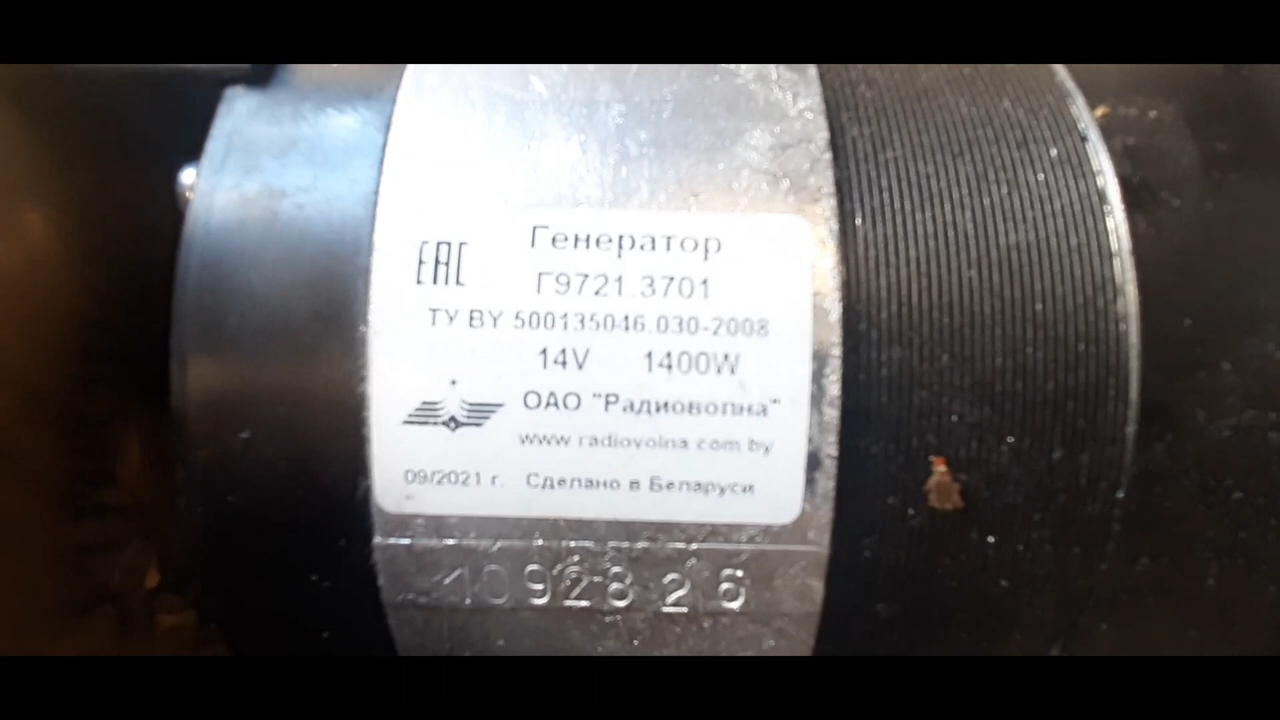 EAC
Генератор
Г9721.3701
ТУ BY 500135046.030-2008
14V 1400W
ОАО "Радиоволна"
www radiovolna com by
09/2021 г. Сделано в Беларуси
1092826